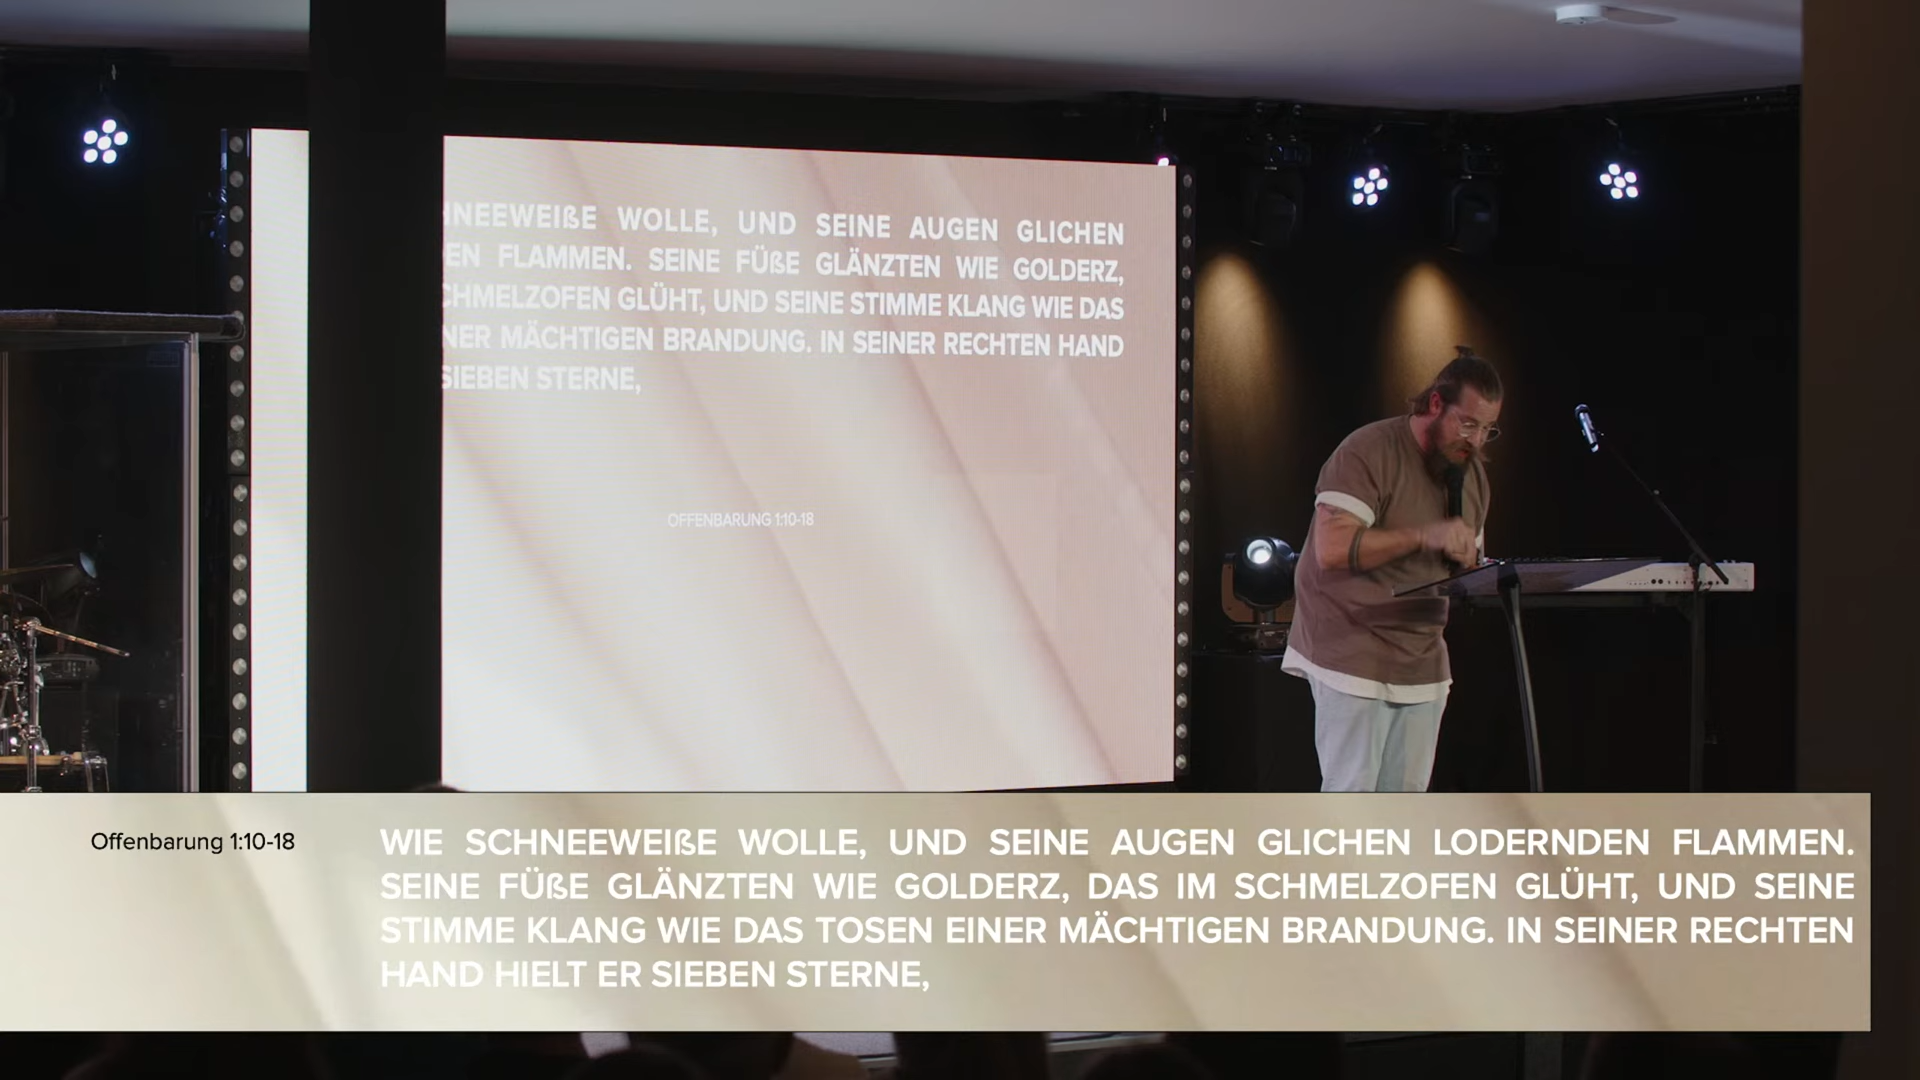 HNEEWEIßE WOLLE, UND SEINE AUGEN GLICHEN
EN FLAMMEN. SEINE FÜßE GLÄNZTEN WIE GOLDERZ,
CHMELZOFEN GLÜHT, UND SEINE STIMME KLANG WIE DAS
NER MÄCHTIGEN BRANDUNG. IN SEINER RECHTEN HAND
SIEBEN STERNE,
OFFENBARUNG 1:10-18
Offenbarung 1:10-18
WIE SCHNEEWEIßE WOLLE, UND SEINE AUGEN GLICHEN LODERNDEN FLAMMEN.
SEINE FÜßE GLÄNZTEN WIE GOLDERZ, DAS IM SCHMELZOFEN GLÜHT, UND SEINE
STIMME KLANG WIE DAS TOSEN EINER MÄCHTIGEN BRANDUNG. IN SEINER RECHTEN
HAND HIELT ER SIEBEN STERNE,